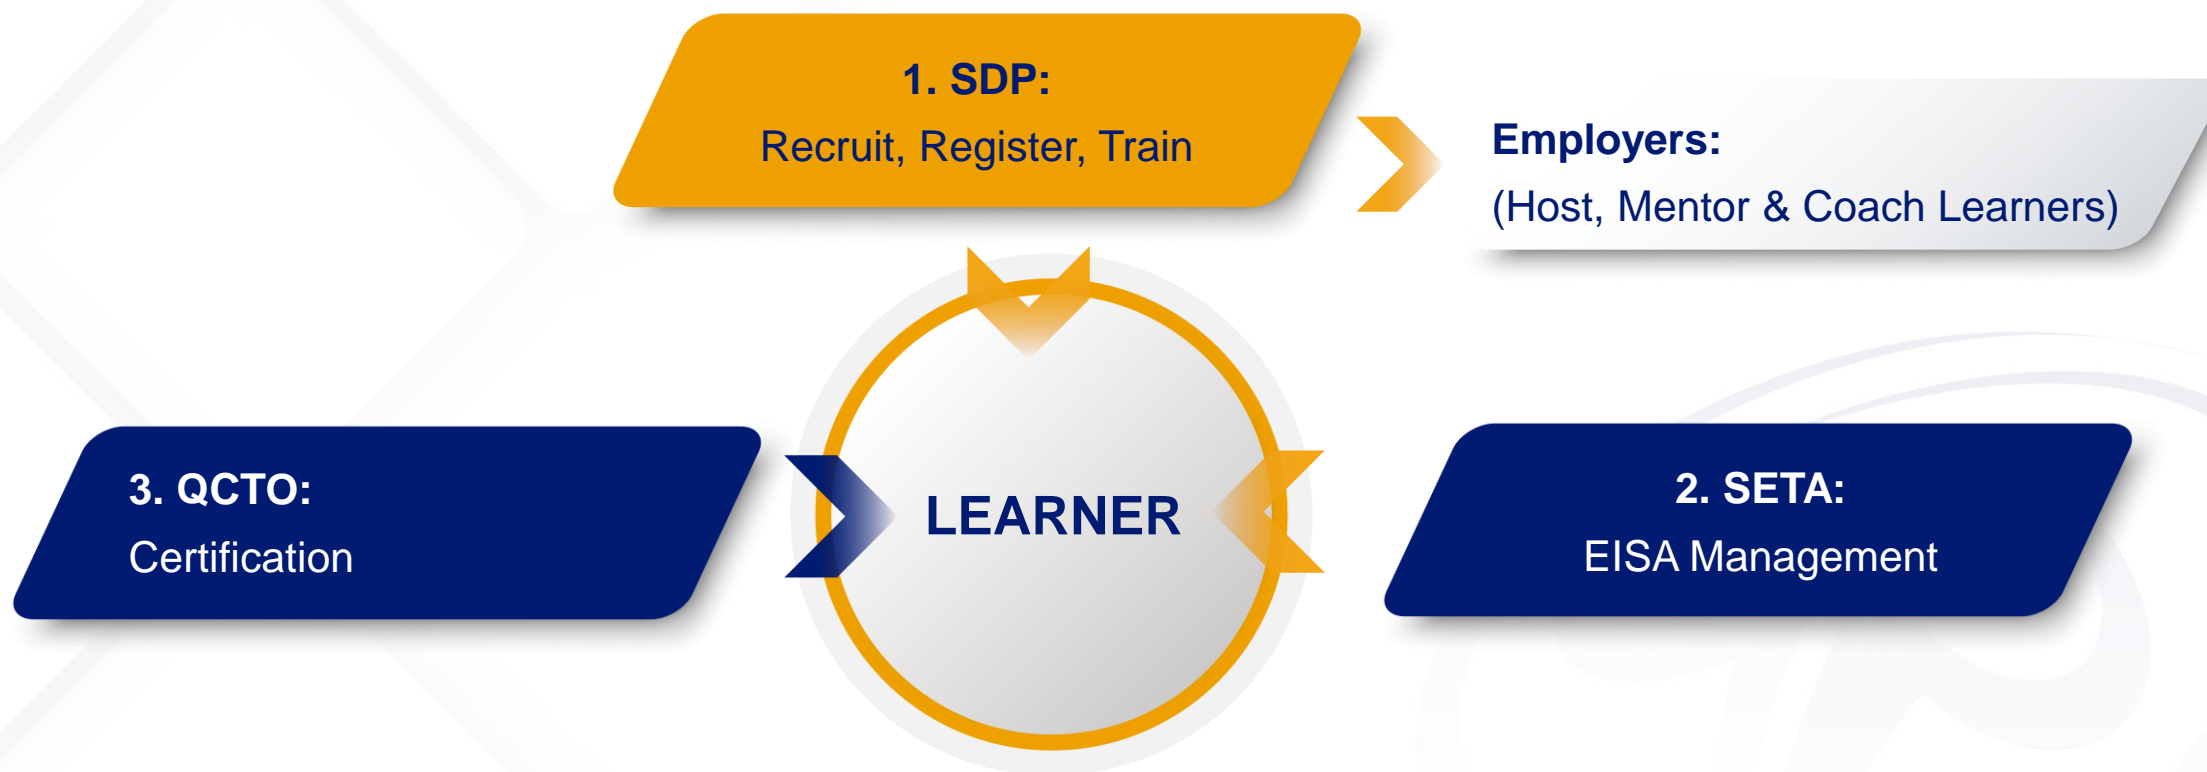 1. SDP:
Recruit, Register, Train
Employers:
(Host, Mentor & Coach Learners)
3. QCTO:
Certification
LEARNER
2. SETA:
EISA Management